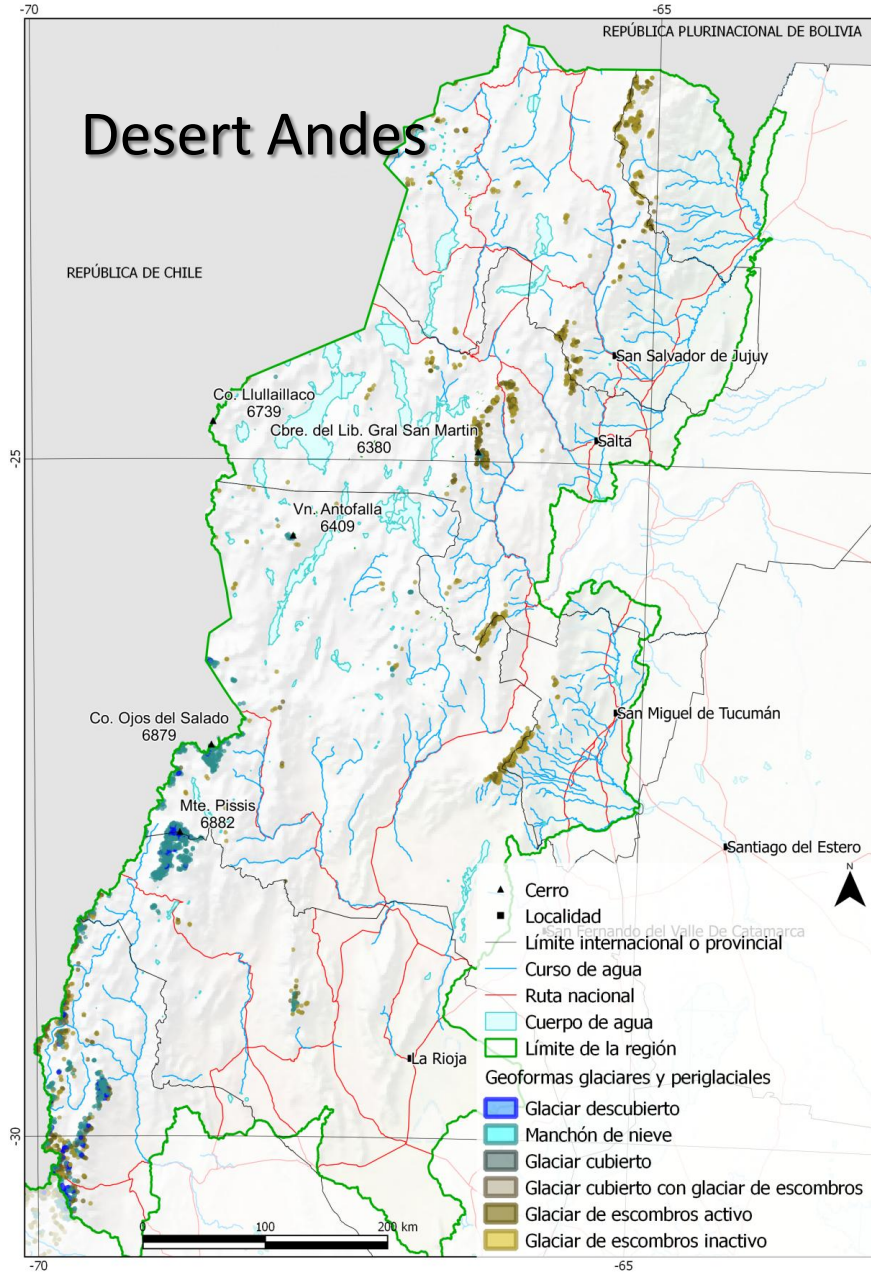 -70
-65
REPÚBLICA PLURINACIONAL DE BOLIVIA
Desert Andes
REPÚBLICA DE CHILE
San Salvador de Jujuy
Co. Llullaillaco
6739
Cbre. del Lib. Gral San Martin
6380
Salta
-25
Vn. Antofalla
6409
Co. Ojos del Salado
6879
San Miguel de Tucumán
Mte. Pissis
6882
Santiago del Estero
N
Cerro
Localidad
San Fernando del Valle De Catamarca
Límite internacional o provincial
Curso de agua
Ruta nacional
Cuerpo de agua
Límite de la región
La Rioja
Geoformas glaciares y periglaciales
Glaciar descubierto
Manchón de nieve
-30
Glaciar cubierto
Glaciar cubierto con glaciar de escombros
Glaciar de escombros activo
Glaciar de escombros inactivo
0 100 200 km
-70
-65